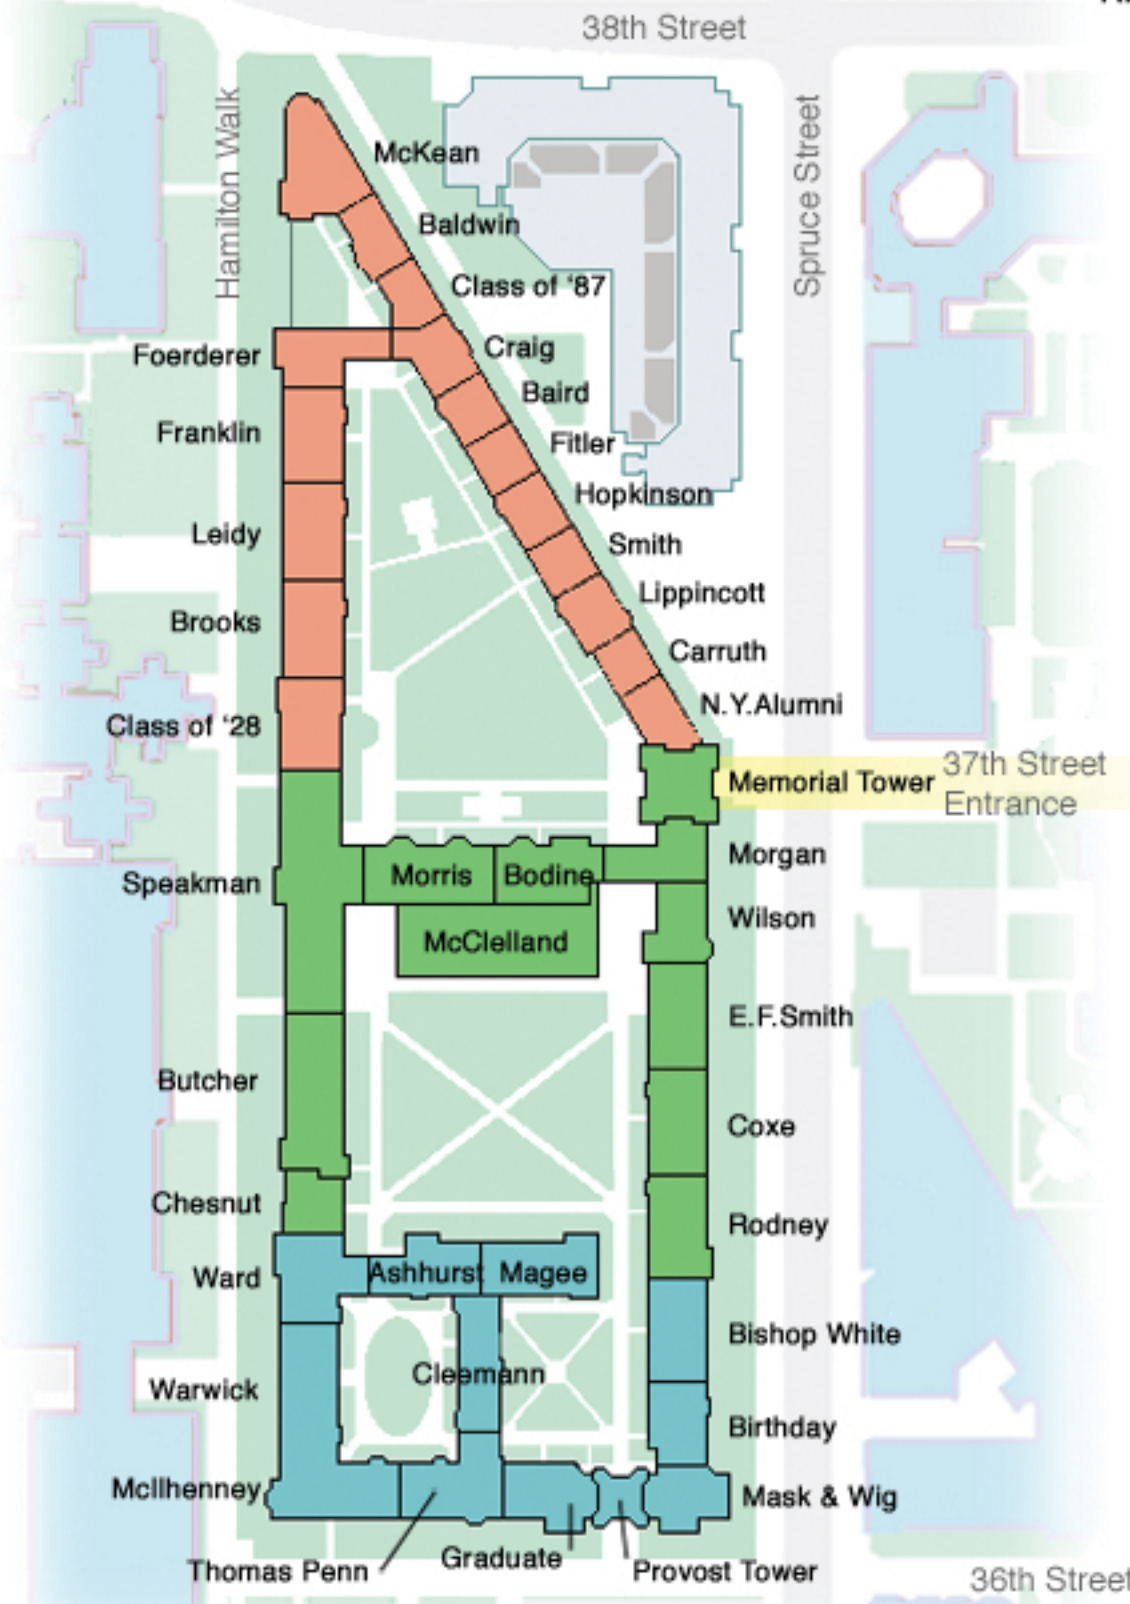 38th Street
Hamilton Walk
Spruce Street
McKean
Baldwin
Class of ‘87
Craig
Foerderer
Baird
Franklin
Fitler
Hopkinson
Leidy
Smith
Lippincott
Brooks
Carruth
N.Y.Alumni
Class of ‘28
Memorial Tower
37th Street
Entrance
Morgan
Speakman
Morris
Bodine
Wilson
McClelland
E.F.Smith
Butcher
Coxe
Chesnut
Rodney
Ward
Ashhurst
Magee
Bishop White
Cleemann
Warwick
Birthday
McIlhenney
Mask & Wig
Thomas Penn
Graduate
Provost Tower
36th Street